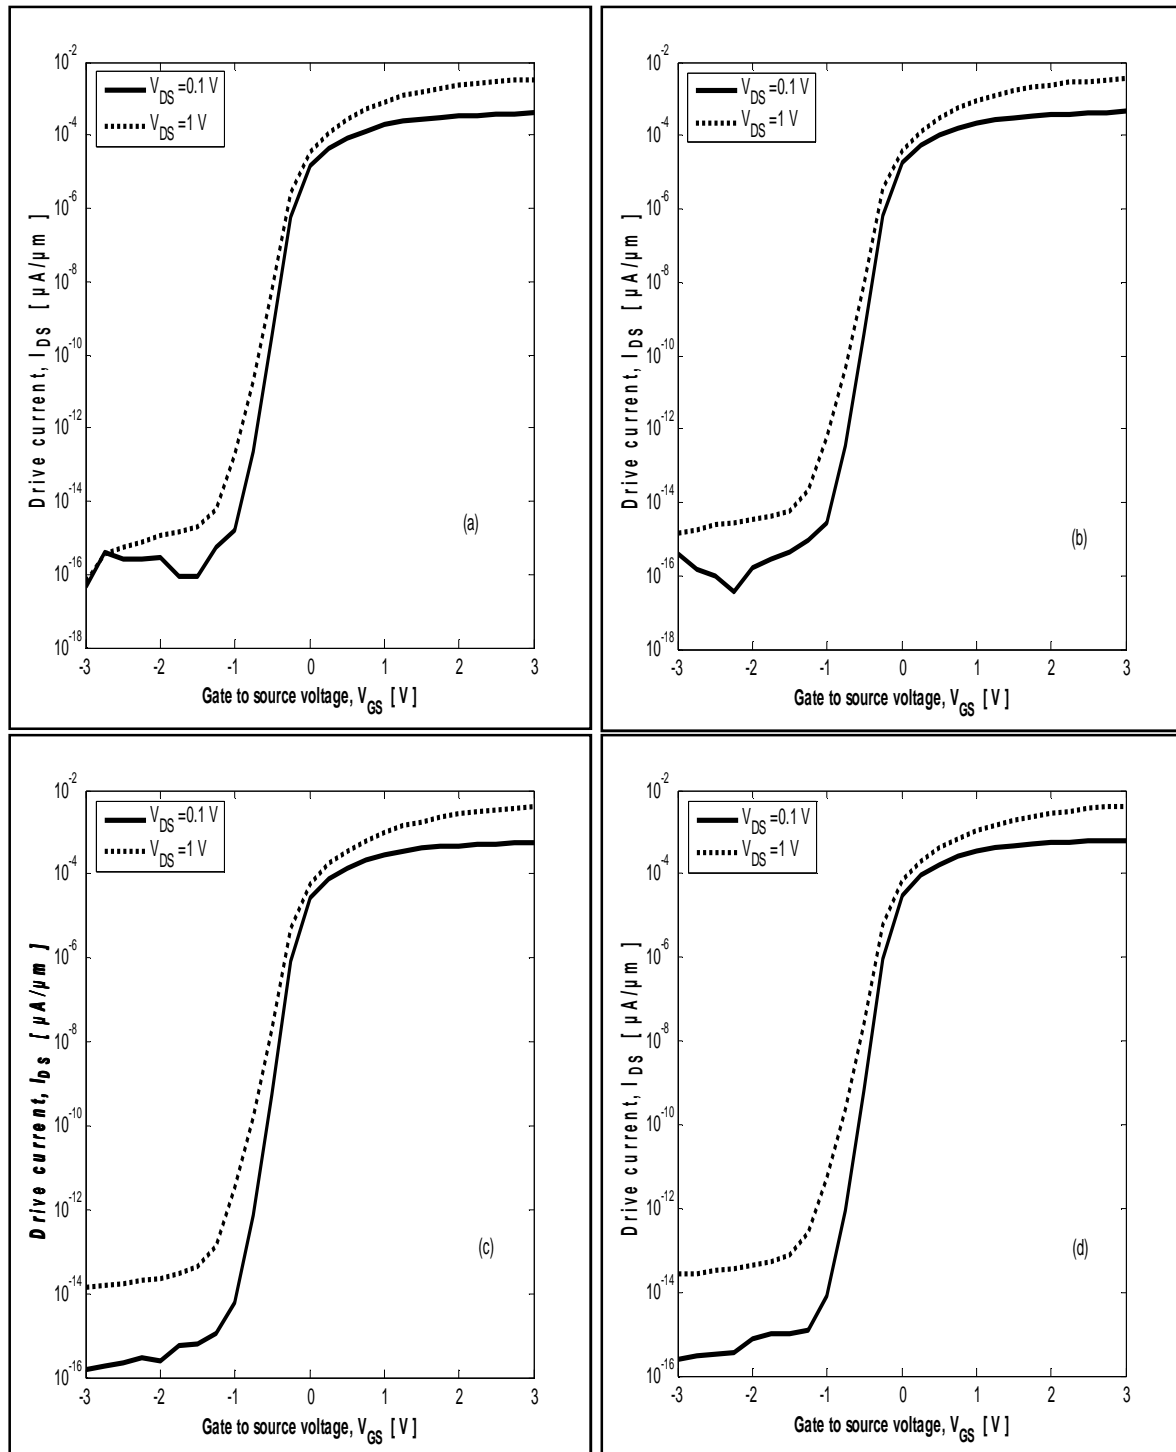 10^-2
V_DS =0.1 V
V_DS =1 V
10^-4
10^-6
10^-8
10^-10
10^-12
10^-14
10^-16
10^-18
Drive current, I_DS [ µA/µm ]
(a)
-3 -2 -1 0 1 2 3
Gate to source voltage, V_GS [ V ]
10^-2
V_DS =0.1 V
V_DS =1 V
10^-4
10^-6
10^-8
10^-10
10^-12
10^-14
10^-16
10^-18
Drive current, I_DS [ µA/µm ]
(b)
-3 -2 -1 0 1 2 3
Gate to source voltage, V_GS [ V ]
10^-2
V_DS =0.1 V
V_DS =1 V
10^-4
10^-6
10^-8
10^-10
10^-12
10^-14
10^-16
Drive current, I_DS [ µA/µm ]
(c)
-3 -2 -1 0 1 2 3
Gate to source voltage, V_GS [ V ]
10^-2
V_DS =0.1 V
V_DS =1 V
10^-4
10^-6
10^-8
10^-10
10^-12
10^-14
10^-16
Drive current, I_DS [ µA/µm ]
(d)
-3 -2 -1 0 1 2 3
Gate to source voltage, V_GS [ V ]